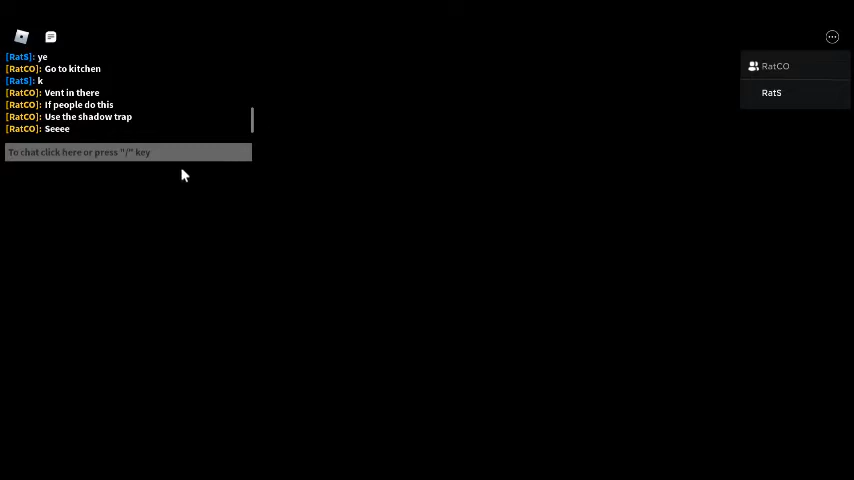 [RatS]: ye
[RatCO]: Go to kitchen
[RatS]: k
[RatCO]: Vent in there
[RatCO]: If people do this
[RatCO]: Use the shadow trap
[RatCO]: Seeee
To chat click here or press "/" key
RatCO
RatS